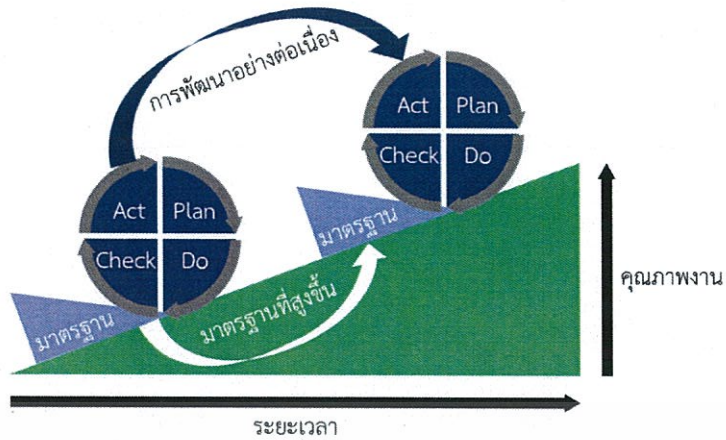 การพัฒนาอย่างต่อเนื่อง
Act Plan
Check Do
Act Plan
Check Do
มาตรฐาน
มาตรฐาน
มาตรฐานที่สูงขึ้น
คุณภาพงาน
ระยะเวลา